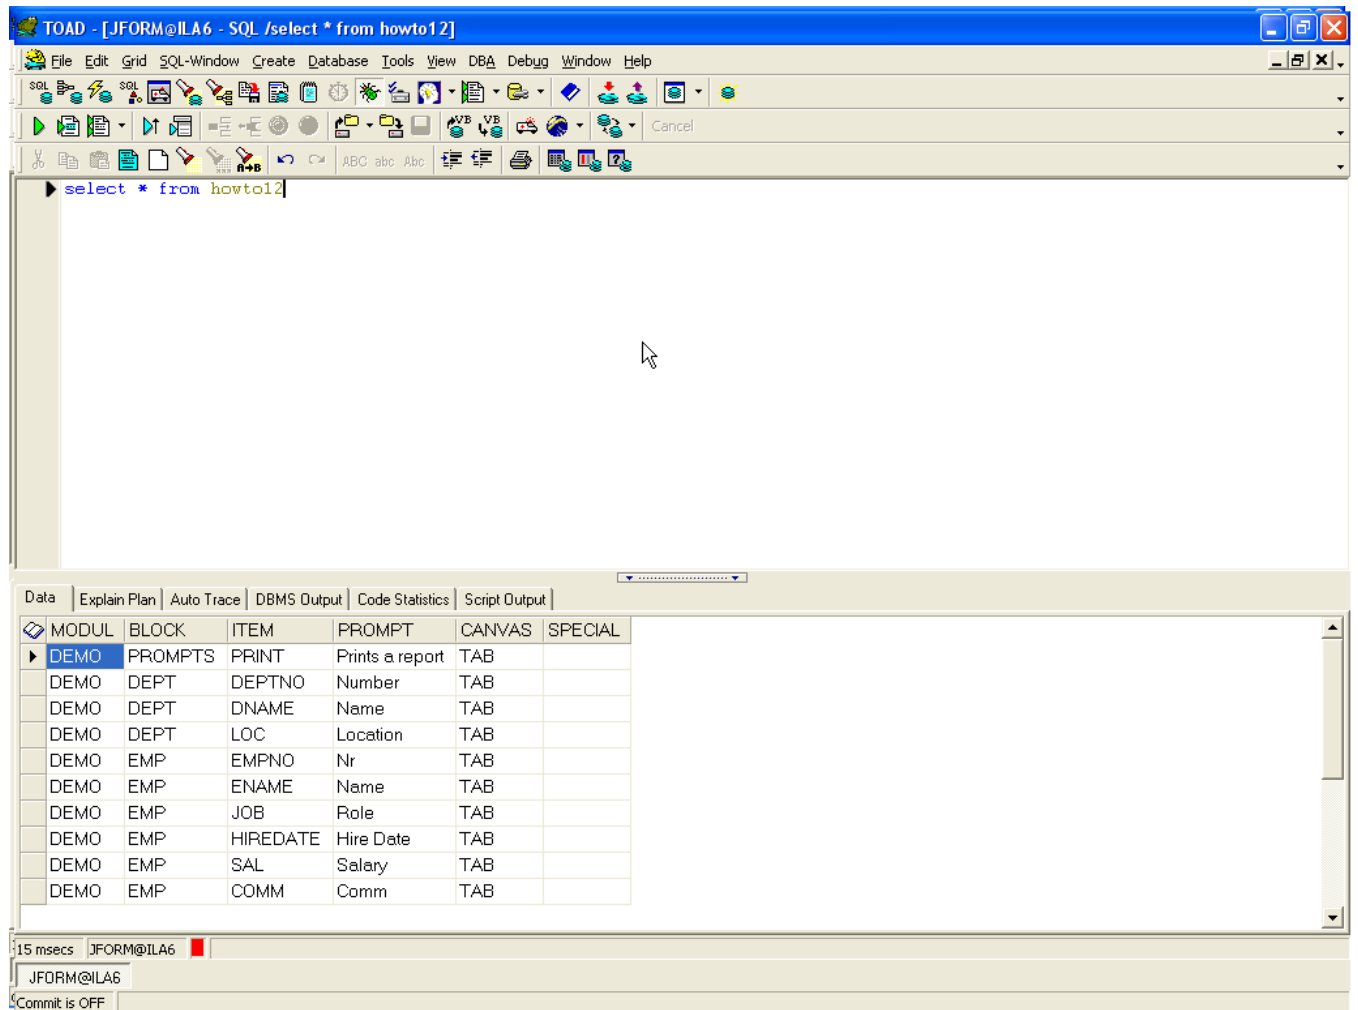 TOAD - [JFORM@ILA6 - SQL /select * from howto12]
File Edit Grid SQL-Window Create Database Tools View DBA Debug Window Help
SQL SQL
VB VB Cancel
A→B ABC abc Abc
select * from howto12
Data Explain Plan Auto Trace DBMS Output Code Statistics Script Output
MODUL BLOCK ITEM PROMPT CANVAS SPECIAL
DEMO PROMPTS PRINT Prints a report TAB
DEMO DEPT DEPTNO Number TAB
DEMO DEPT DNAME Name TAB
DEMO DEPT LOC Location TAB
DEMO EMP EMPNO Nr TAB
DEMO EMP ENAME Name TAB
DEMO EMP JOB Role TAB
DEMO EMP HIREDATE Hire Date TAB
DEMO EMP SAL Salary TAB
DEMO EMP COMM Comm TAB
15 msecs JFORM@ILA6
JFORM@ILA6
Commit is OFF